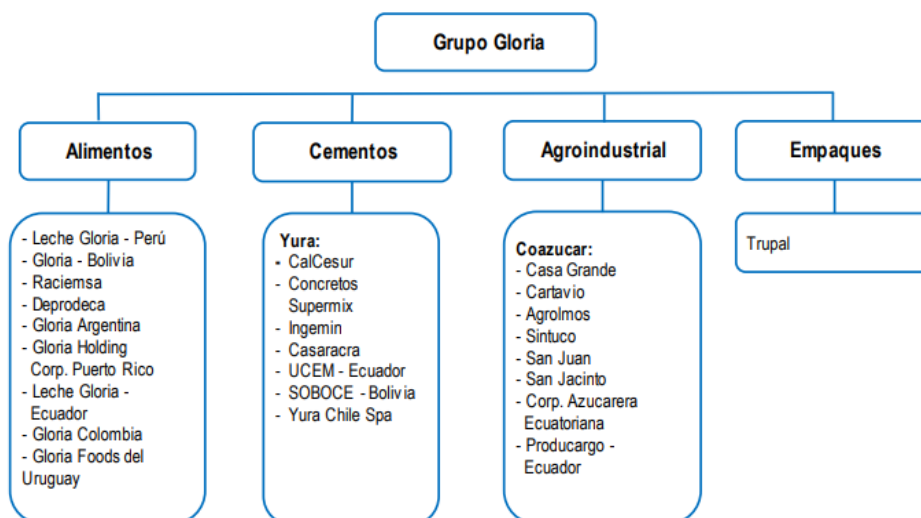 Grupo Gloria
Alimentos
Cementos
Agroindustrial
Empaques
- Leche Gloria - Perú
- Gloria - Bolivia
- Raciemsa
- Deprodeca
- Gloria Argentina
- Gloria Holding
Corp. Puerto Rico
- Leche Gloria -
Ecuador
- Gloria Colombia
- Gloria Foods del
Uruguay
Yura:
- CalCesur
- Concretos
Supermix
- Ingemin
- Casaracra
- UCEM - Ecuador
- SOBOCE - Bolivia
- Yura Chile Spa
Coazucar:
- Casa Grande
- Cartavio
- Agrolmos
- Sintuco
- San Juan
- San Jacinto
- Corp. Azucarera
Ecuatoriana
- Producargo -
Ecuador
Trupal